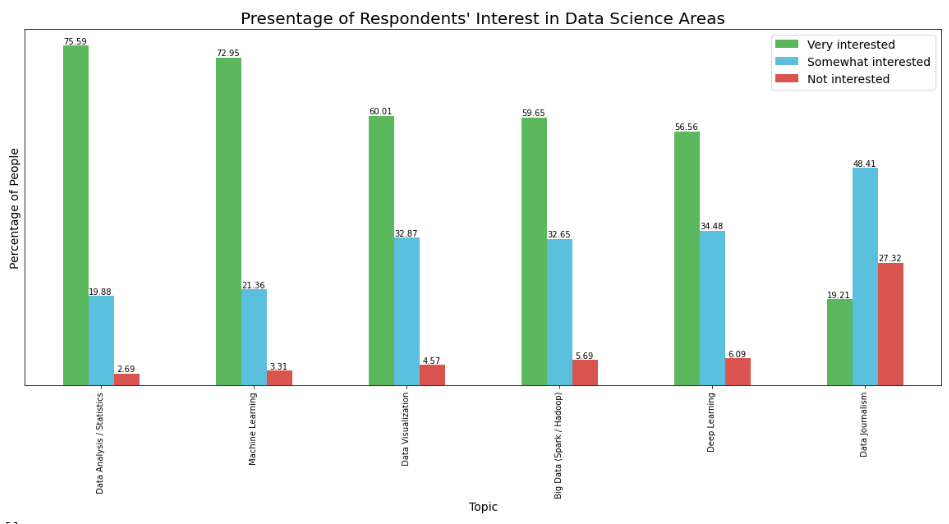 Presentage of Respondents' Interest in Data Science Areas
Very interested
Somewhat interested
Not interested
Percentage of People
75.59
19.88
2.69
72.95
21.36
3.31
60.01
32.87
4.57
59.65
32.65
5.69
56.56
34.48
6.09
19.21
48.41
27.32
Data Analysis / Statistics
Machine Learning
Data Visualization
Big Data (Spark / Hadoop)
Deep Learning
Data Journalism
Topic